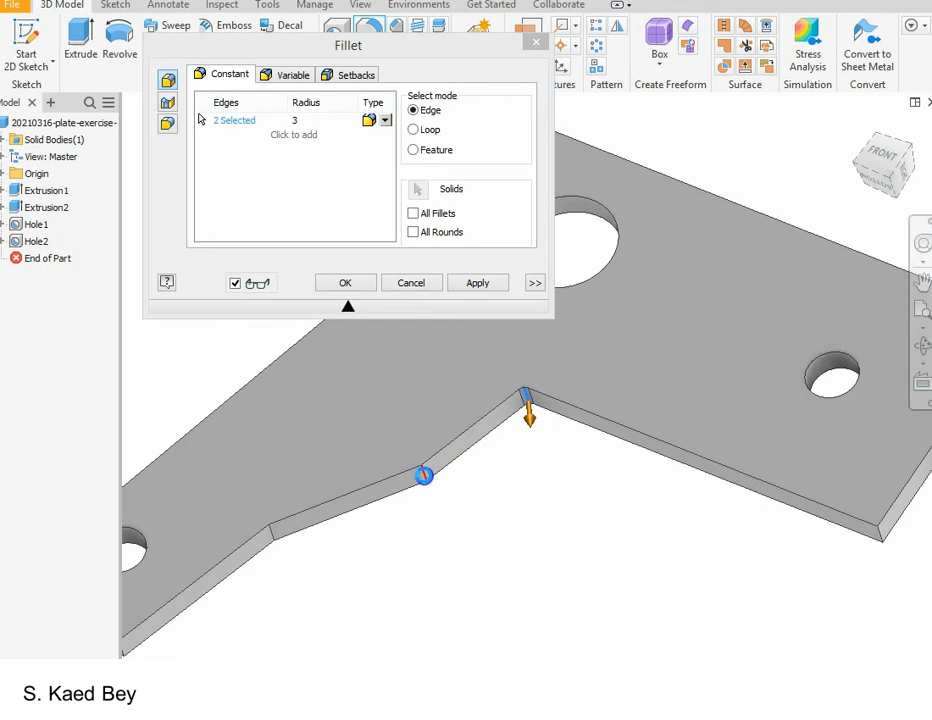 File 3D Model Sketch Annotate Inspect Tools Manage View Environments Get Started Collaborate
Start
2D Sketch
Extrude Revolve
Sweep Emboss Decal
Box
Stress
Analysis
Convert to
Sheet Metal
Sketch Pattern Create Freeform Surface Simulation Convert
Fillet
Constant Variable Setbacks
Edges Radius Type
2 Selected 3
Click to add
Select mode
Edge
Loop
Feature
Solids
All Fillets
All Rounds
OK Cancel Apply >>
odel
20210316-plate-exercise-
Solid Bodies(1)
View: Master
Origin
Extrusion1
Extrusion2
Hole1
Hole2
End of Part
FRONT
S. Kaed Bey